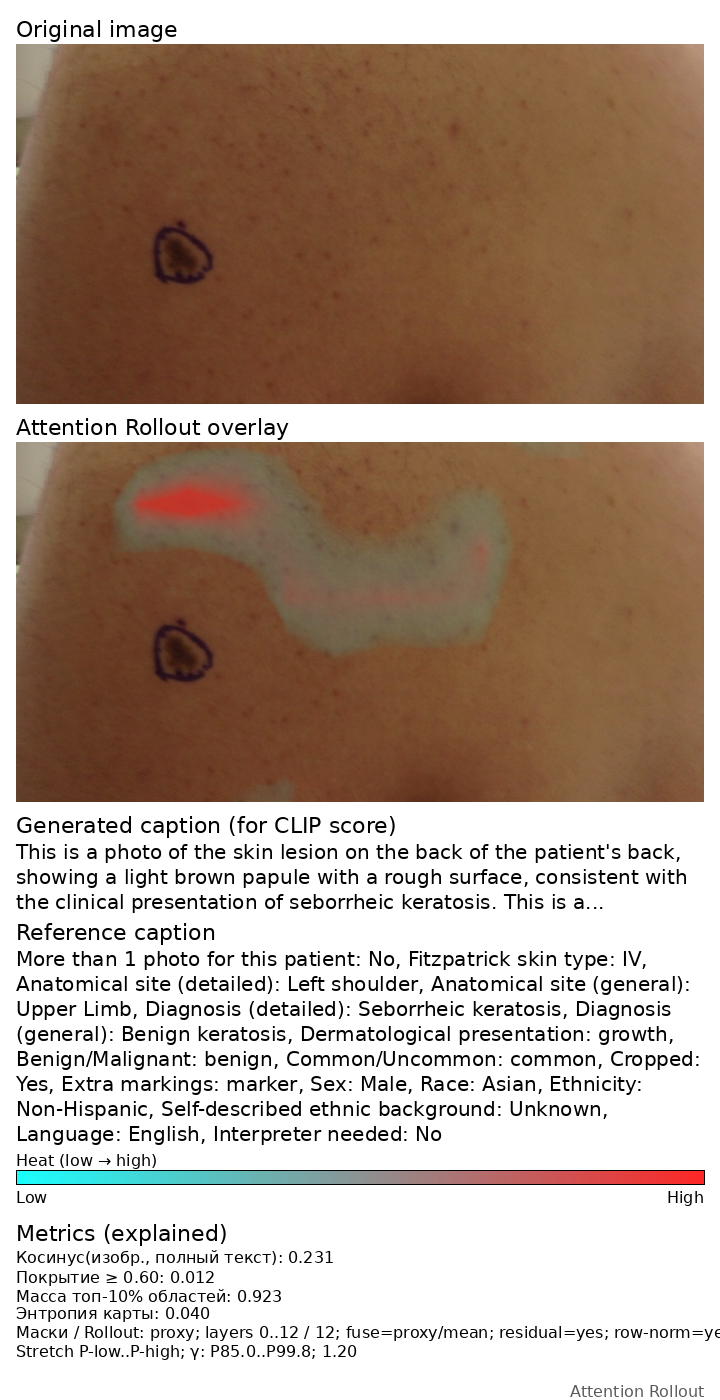 Original image
Attention Rollout overlay
Generated caption (for CLIP score)
This is a photo of the skin lesion on the back of the patient's back,
showing a light brown papule with a rough surface, consistent with
the clinical presentation of seborrheic keratosis. This is a...
Reference caption
More than 1 photo for this patient: No, Fitzpatrick skin type: IV,
Anatomical site (detailed): Left shoulder, Anatomical site (general):
Upper Limb, Diagnosis (detailed): Seborrheic keratosis, Diagnosis
(general): Benign keratosis, Dermatological presentation: growth,
Benign/Malignant: benign, Common/Uncommon: common, Cropped:
Yes, Extra markings: marker, Sex: Male, Race: Asian, Ethnicity:
Non-Hispanic, Self-described ethnic background: Unknown,
Language: English, Interpreter needed: No
Heat (low → high)
Low High
Metrics (explained)
Косинус(изобр., полный текст): 0.231
Покрытие ≥ 0.60: 0.012
Масса топ-10% областей: 0.923
Энтропия карты: 0.040
Маски / Rollout: proxy; layers 0..12 / 12; fuse=proxy/mean; residual=yes; row-norm=ye
Stretch P-low..P-high; γ: P85.0..P99.8; 1.20
Attention Rollout